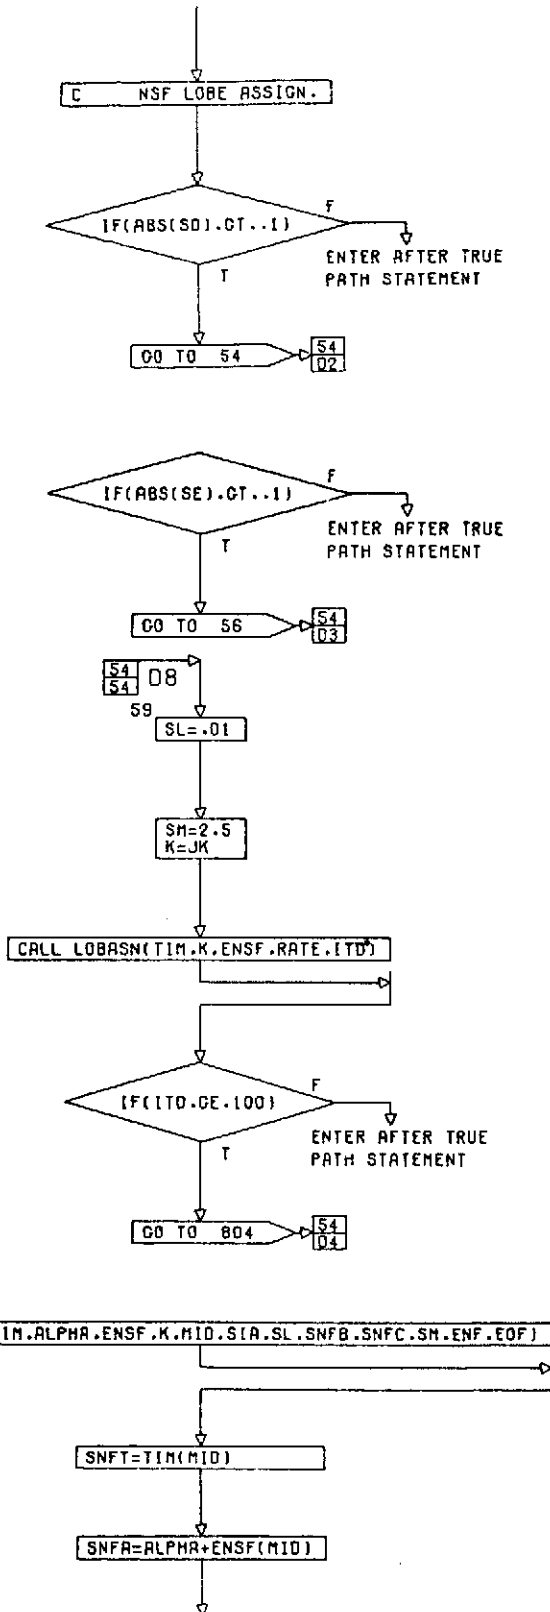 C NSF LOBE ASSIGN.
IF(ABS(SD).GT..1)
F
T
ENTER AFTER TRUE
PATH STATEMENT
GO TO 54
54
D2
IF(ABS(SE).GT..1)
F
T
ENTER AFTER TRUE
PATH STATEMENT
GO TO 56
54
D3
54
54
D8
59
SL=.01
SM=2.5
K=JK
CALL LOBASN(TIM.K.ENSF.RATE.ITD)
IF(ITD.GE.100)
F
T
ENTER AFTER TRUE
PATH STATEMENT
GO TO 804
54
D4
IM.ALPHA.ENSF.K.MID.SIA.SL.SNFB.SNFC.SM.ENF.EOF)
SNFT=TIM(MID)
SNFA=ALPHA+ENSF(MID)